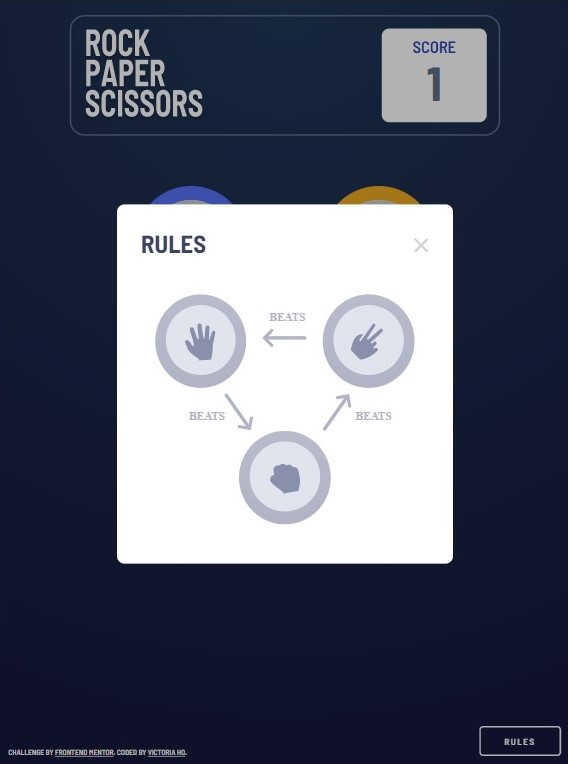 ROCK
PAPER
SCISSORS
SCORE
1
RULES
BEATS
BEATS
BEATS
RULES
CHALLENGE BY FRONTEND MENTOR. CODED BY VICTORIA HO.